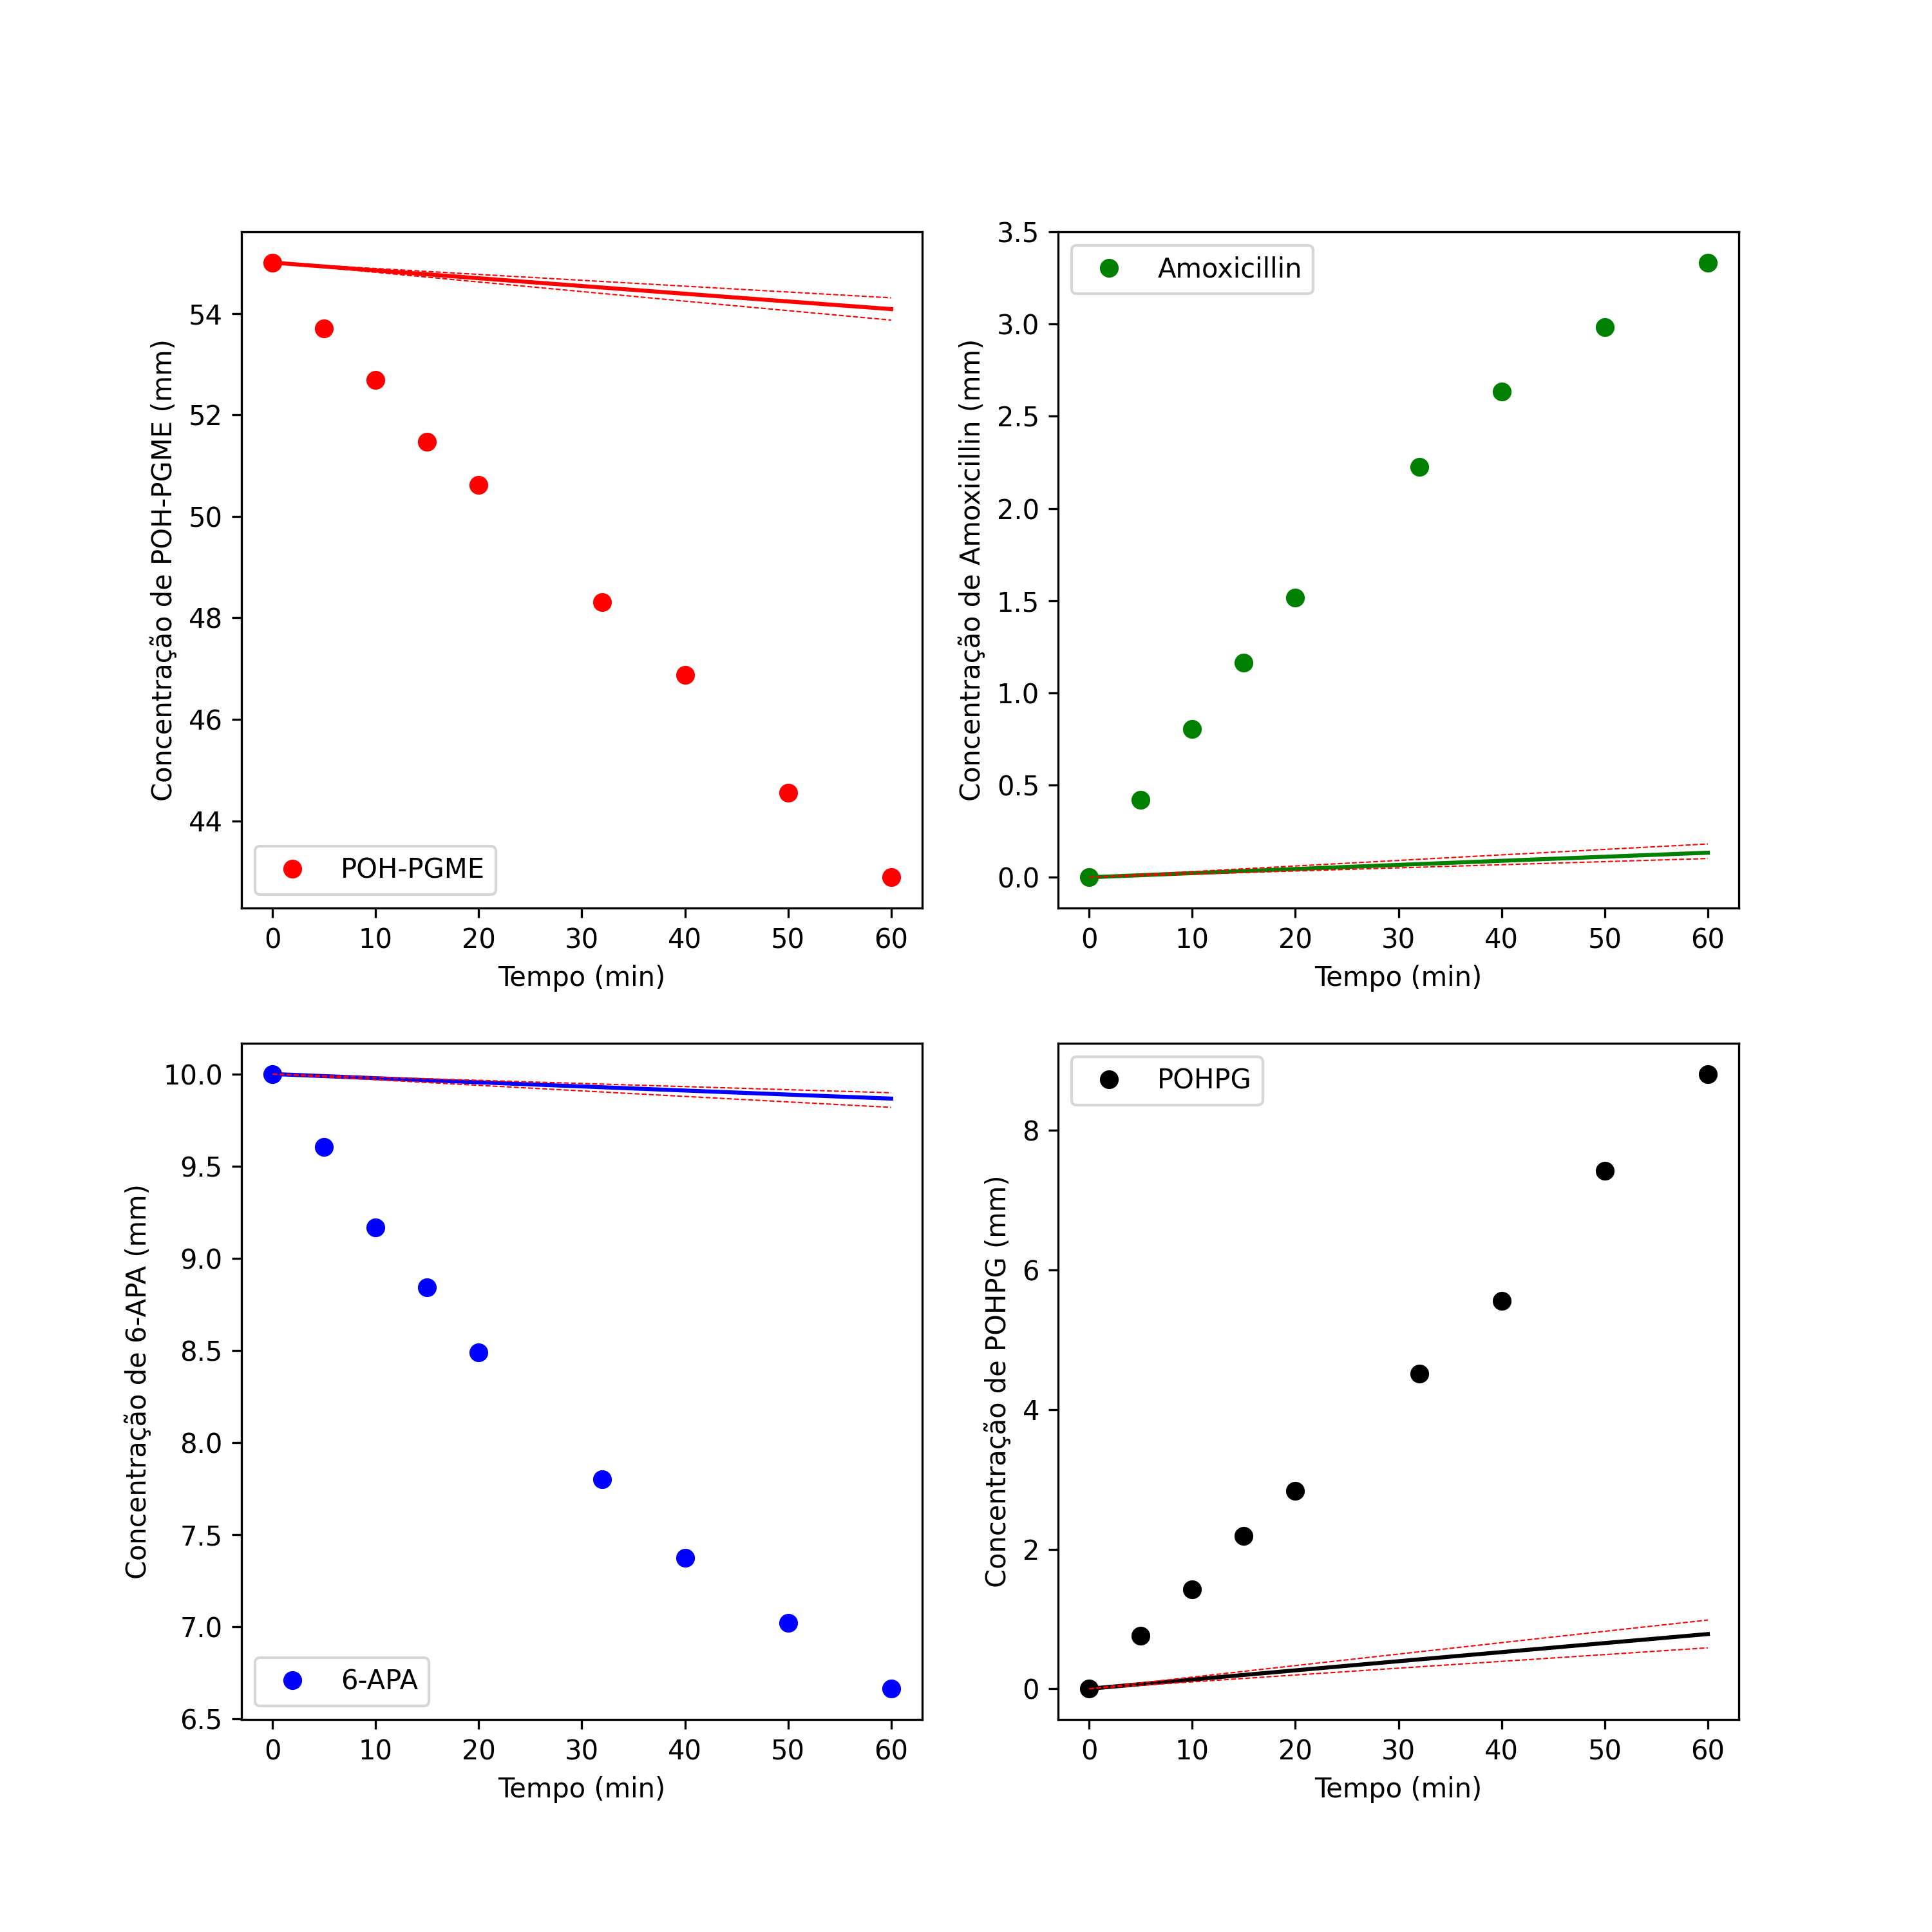 Concentração de POH-PGME (mm)
54
52
50
48
46
44
POH-PGME
0 10 20 30 40 50 60
Tempo (min)
Concentração de Amoxicillin (mm)
3.5
3.0
2.5
2.0
1.5
1.0
0.5
0.0
Amoxicillin
0 10 20 30 40 50 60
Tempo (min)
Concentração de 6-APA (mm)
10.0
9.5
9.0
8.5
8.0
7.5
7.0
6.5
6-APA
0 10 20 30 40 50 60
Tempo (min)
Concentração de POHPG (mm)
8
6
4
2
0
POHPG
0 10 20 30 40 50 60
Tempo (min)